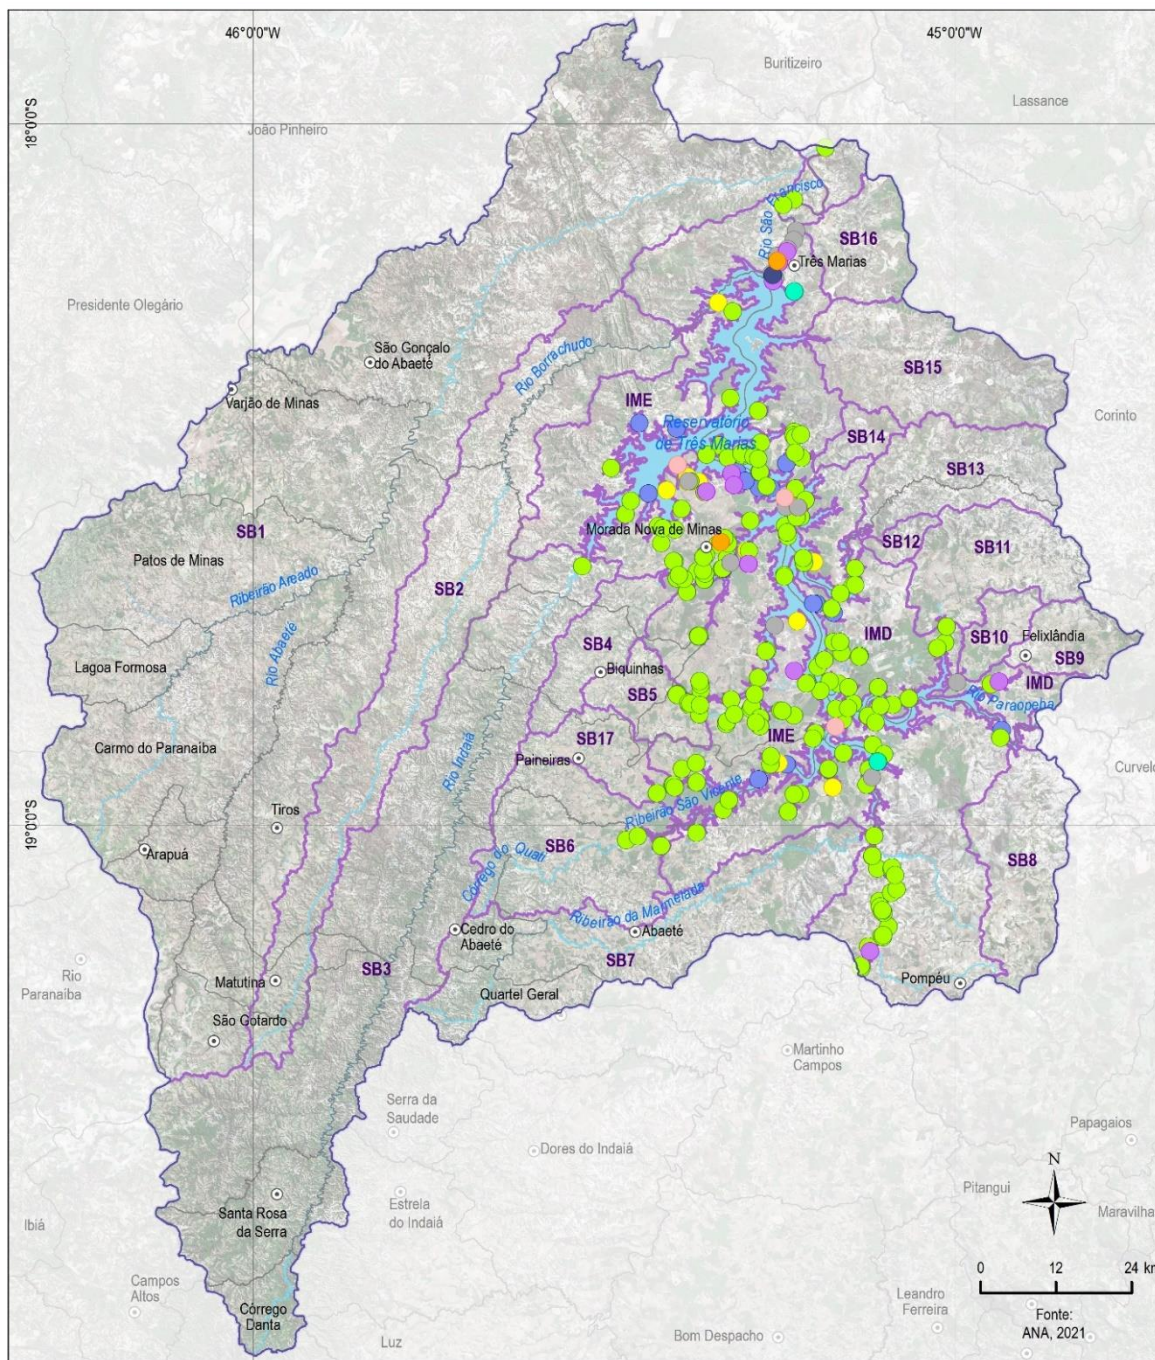 46°0'0"W
45°0'0"W
Buritizeiro
Lassance
18°0'0"S
João Pinheiro
Rio São Francisco
SB16
Três Marias
Presidente Olegário
São Gonçalo
do Abaeté
Rio Borrachudo
SB15
Varjão de Minas
IME
Corinto
Reservatório
de Três Marias
SB14
SB13
Morada Nova de Minas
SB1
SB12
SB11
Patos de Minas
Ribeirão Areado
SB2
Rio Abaeté
SB4
IMD
SB10
Felixlândia
SB9
Lagoa Formosa
Biquinhas
SB5
IMD
Rio Paraopeba
Carmo do Paranaíba
Rio Indaiá
SB17
IME
Paineiras
Curvelo
Ribeirão São Vicente
Tiros
19°0'0"S
Arapuá
SB6
Córrego do Quati
SB8
Ribeirão da Marmelada
Cedro do
Abaeté
Abaeté
Rio
Paranaíba
SB3
SB7
Matutina
Quartel Geral
Pompéu
São Gotardo
Martinho
Campos
Serra da
Saudade
Papagaios
Dores do Indaiá
N
Pitangui
Santa Rosa
da Serra
Estrela
do Indaiá
Maravilha
Ibiá
0 12 24 km
Campos
Altos
Leandro
Ferreira
Córrego
Danta
Fonte:
ANA, 2021
Luz
Bom Despacho